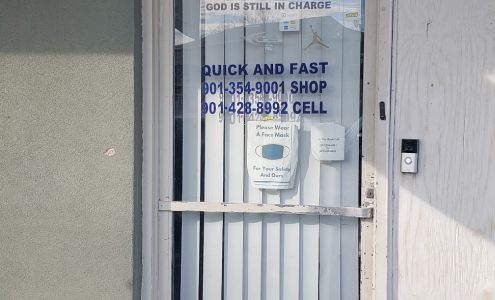 GOD IS STILL IN CHARGE
QUICK AND FAST
901-354-9001 SHOP
901-428-8992 CELL
Please Wear
A Face Mask
For Your Safety
And Ours